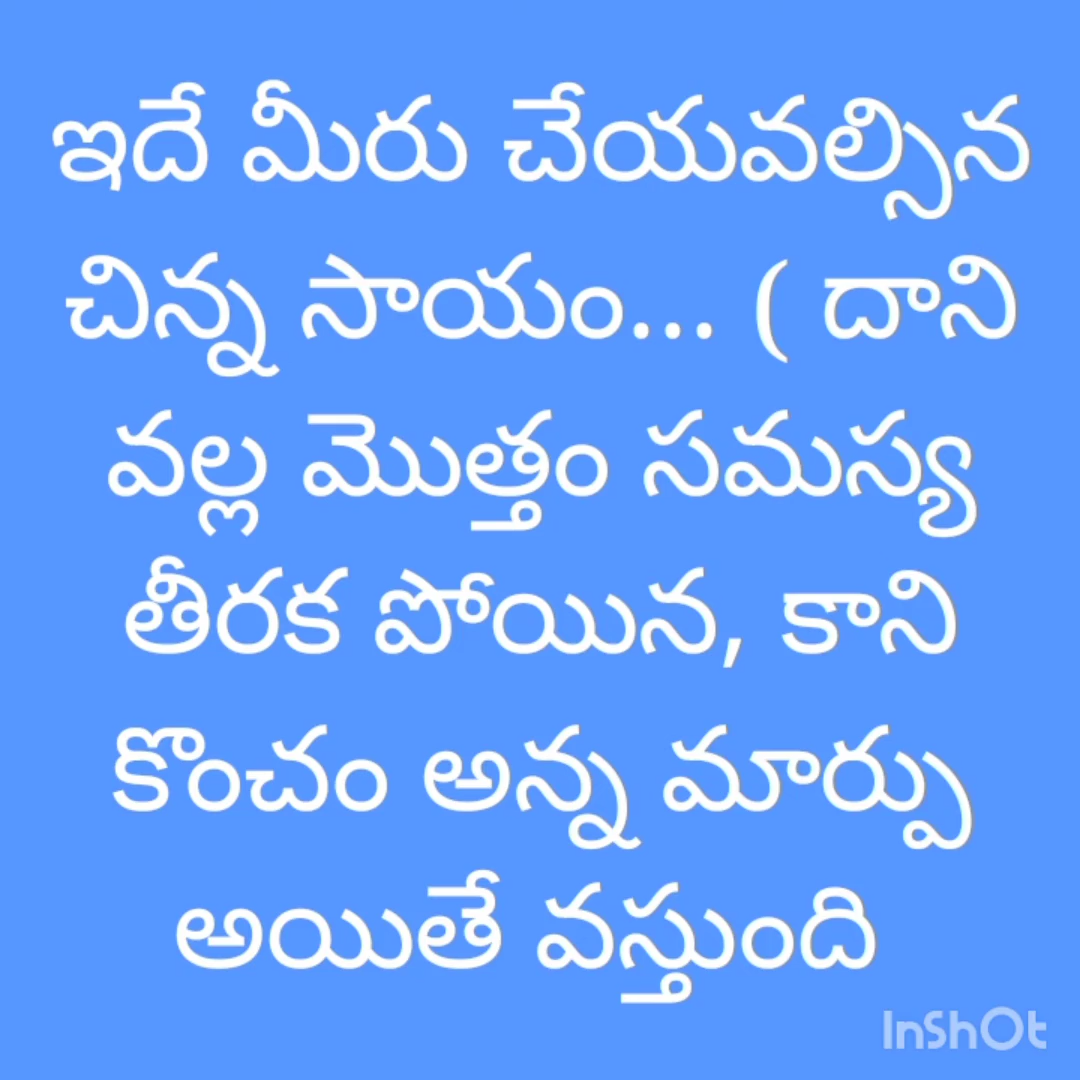 ఇదే మీరు చేయవల్సిన
చిన్న సాయం... ( దాని
వల్ల మొత్తం సమస్య
తీరక పోయిన, కాని
కొంచం అన్న మార్పు
అయితే వస్తుంది
InShOt